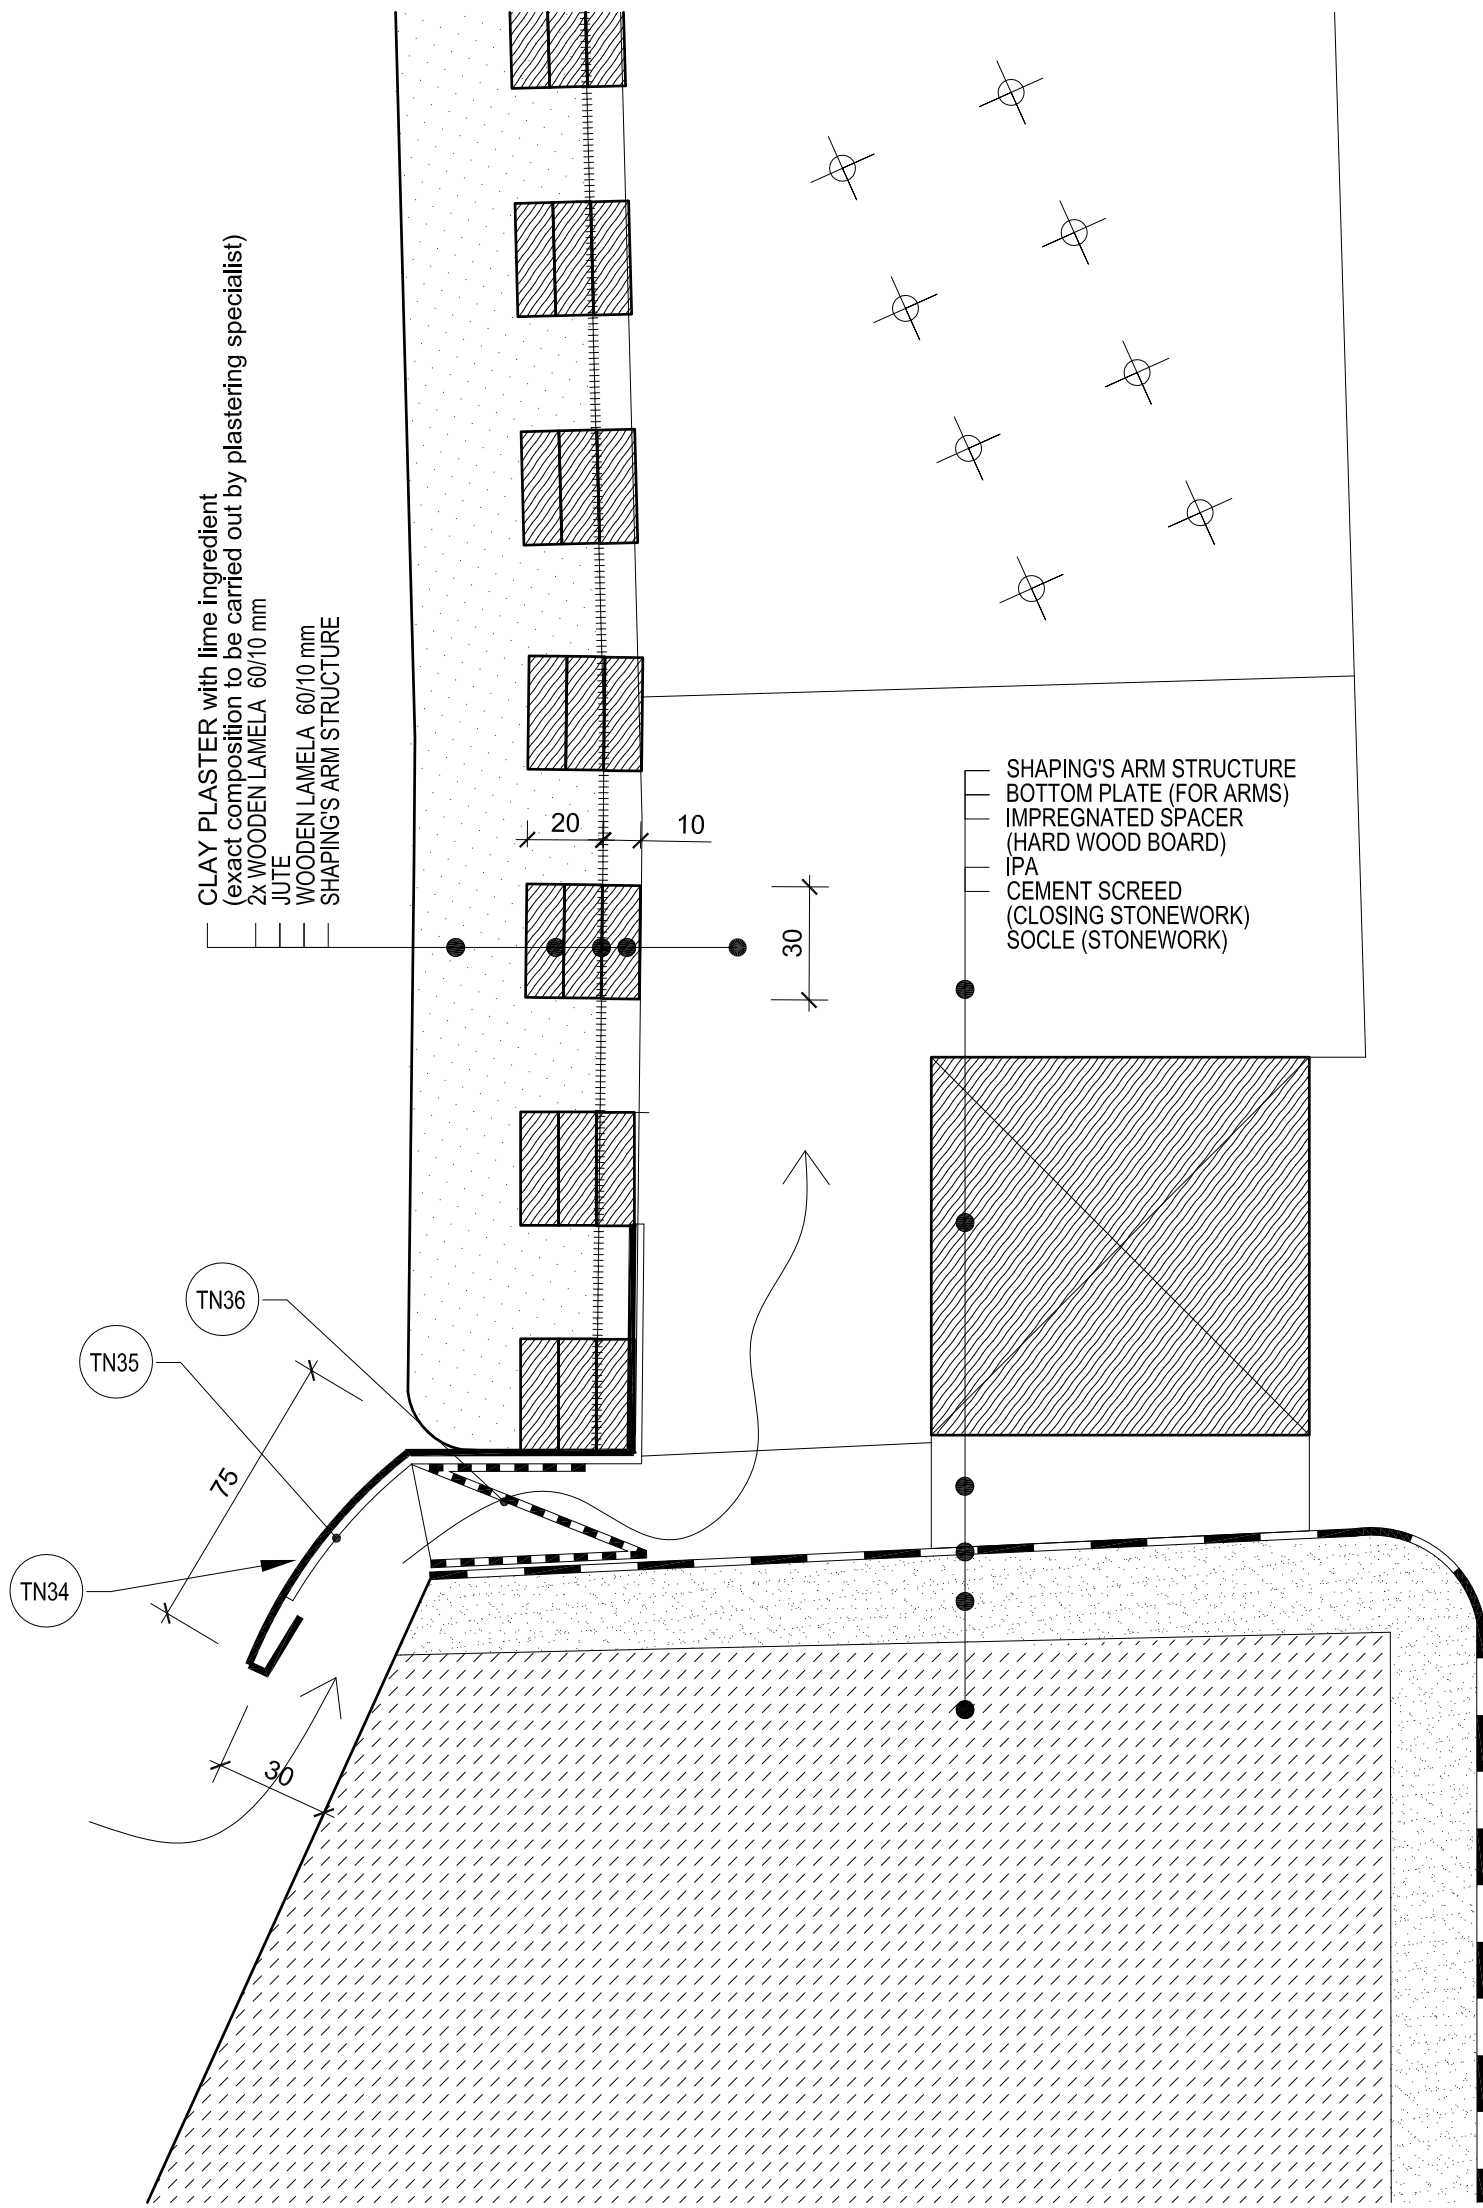 CLAY PLASTER with lime ingredient
(exact composition to be carried out by plastering specialist)
2x WOODEN LAMELA 60/10 mm
JUTE
WOODEN LAMELA 60/10 mm
SHAPING'S ARM STRUCTURE
SHAPING'S ARM STRUCTURE
BOTTOM PLATE (FOR ARMS)
IMPREGNATED SPACER
(HARD WOOD BOARD)
IPA
CEMENT SCREED
(CLOSING STONEWORK)
SOCLE (STONEWORK)
20
10
30
TN36
TN35
75
TN34
30